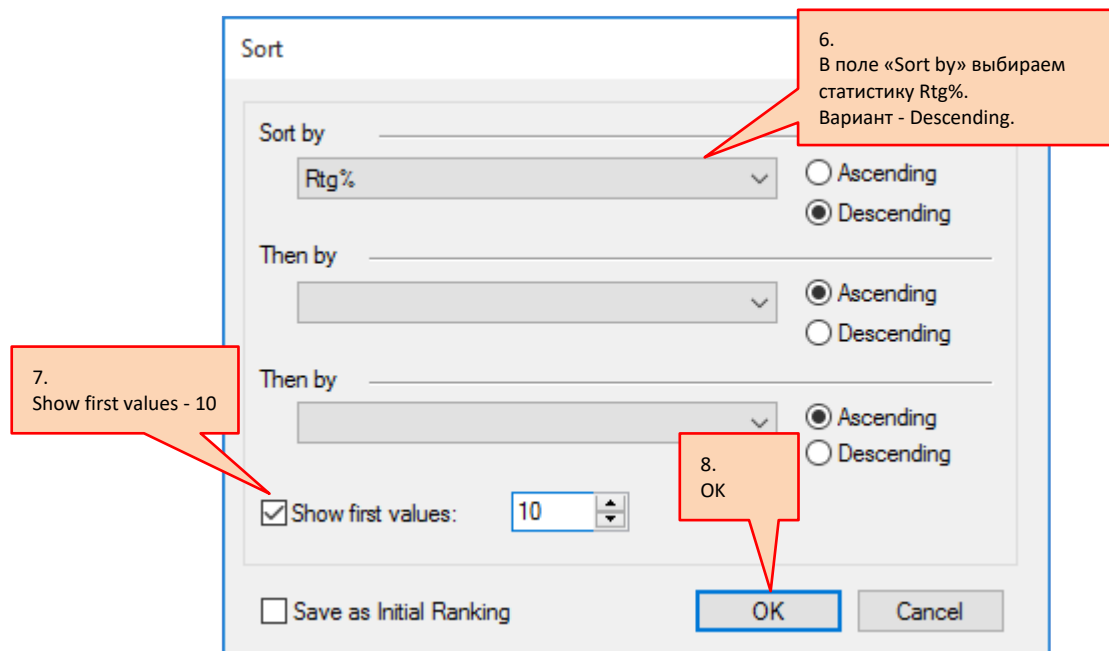 Sort
6.
В поле «Sort by» выбираем
статистику Rtg%.
Вариант - Descending.
Sort by
Rtg%
Ascending
Descending
Then by
Ascending
Descending
7.
Show first values - 10
Then by
Ascending
Descending
8.
OK
Show first values:
10
Save as Initial Ranking
OK
Cancel